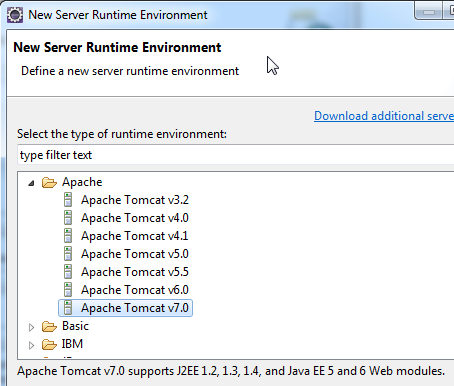 New Server Runtime Environment
New Server Runtime Environment
Define a new server runtime environment
Download additional serve
Select the type of runtime environment:
type filter text
Apache
Apache Tomcat v3.2
Apache Tomcat v4.0
Apache Tomcat v4.1
Apache Tomcat v5.0
Apache Tomcat v5.5
Apache Tomcat v6.0
Apache Tomcat v7.0
Basic
IBM
Apache Tomcat v7.0 supports J2EE 1.2, 1.3, 1.4, and Java EE 5 and 6 Web modules.